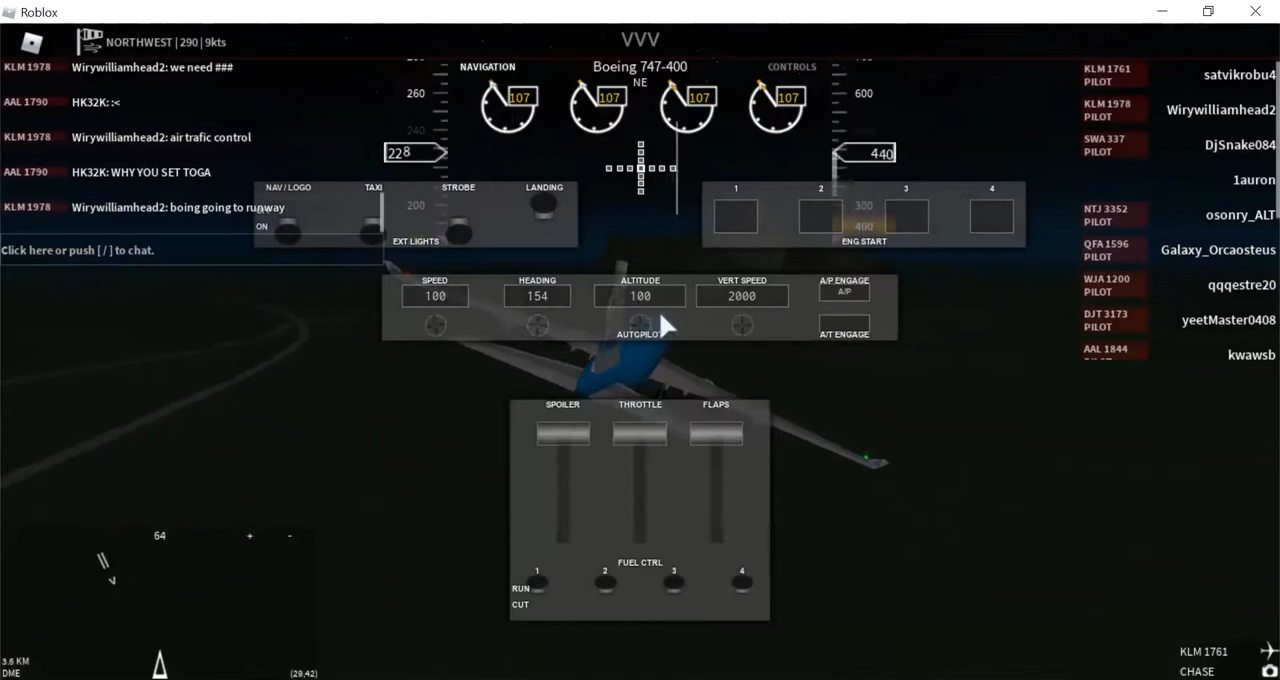 Roblox
NORTHWEST | 290 | 9kts
VVV
KLM 1978 Wirywilliamhead2: we need ###
AAL 1790 HK32K: :<
KLM 1978 Wirywilliamhead2: air trafic control
AAL 1790 HK32K: WHY YOU SET TOGA
KLM 1978 Wirywilliamhead2: boing going to runway
Click here or push [ / ] to chat.
NAVIGATION
Boeing 747-400
CONTROLS
NE
107
107
107
107
260
240
228
200
600
440
300
400
KLM 1761 PILOT satvikrobu4
KLM 1978 PILOT Wirywilliamhead2
SWA 337 PILOT DjSnake084
1auron
NTJ 3352 PILOT osonry_ALT
QFA 1596 PILOT Galaxy_Orcaosteus
WJA 1200 PILOT qqqestre20
DJT 3173 PILOT yeetMaster0408
AAL 1844 PILOT kwawsb
NAV / LOGO TAXI STROBE LANDING
ON
EXT LIGHTS
1 2 3 4
ENG START
SPEED HEADING ALTITUDE VERT SPEED A/P ENGAGE
100 154 100 2000 A/P
AUTOPILOT A/T ENGAGE
SPOILER THROTTLE FLAPS
FUEL CTRL
1 2 3 4
RUN
CUT
64 + -
3.6 KM
DME
(29,42)
KLM 1761
CHASE